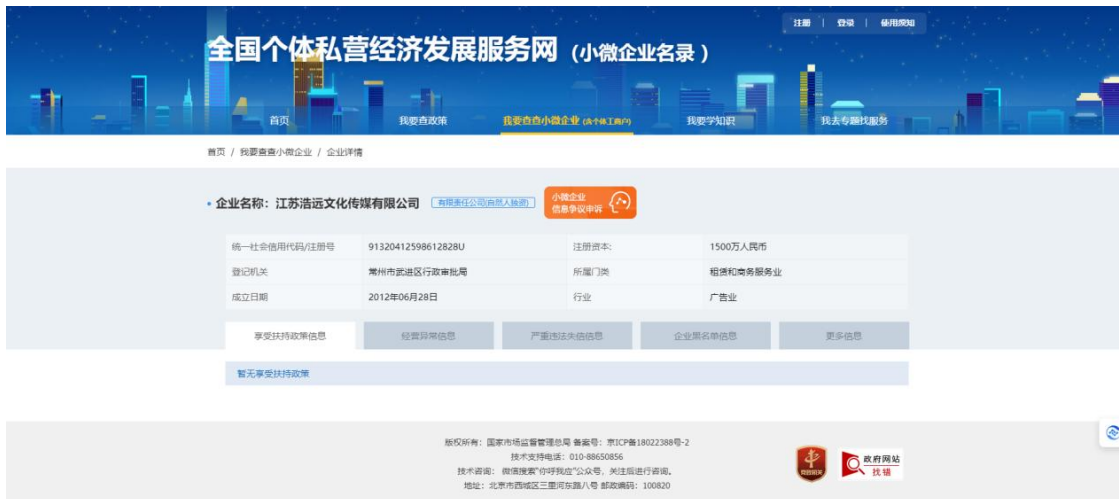 注册 | 登录 | 使用须知
全国个体私营经济发展服务网 (小微企业名录)
首页 我要查政策 我要查查小微企业 (含个体工商户) 我要学知识 我去专题找服务
首页 / 我要查查小微企业 / 企业详情
• 企业名称: 江苏浩远文化传媒有限公司 有限责任公司(自然人独资) 小微企业
信息争议申诉
统一社会信用代码/注册号 91320412598612828U 注册资本: 1500万人民币
登记机关 常州市武进区行政审批局 所属门类 租赁和商务服务业
成立日期 2012年06月28日 行业 广告业
享受扶持政策信息 经营异常信息 严重违法失信信息 企业黑名单信息 更多信息
暂无享受扶持政策
版权所有: 国家市场监督管理总局 备案号: 京ICP备18022388号-2
技术支持电话: 010-88650856
技术咨询: 微信搜索"你呼我应"公众号, 关注后进行咨询。
地址: 北京市西城区三里河东路八号 邮政编码: 100820
党政机关
政府网站
找错